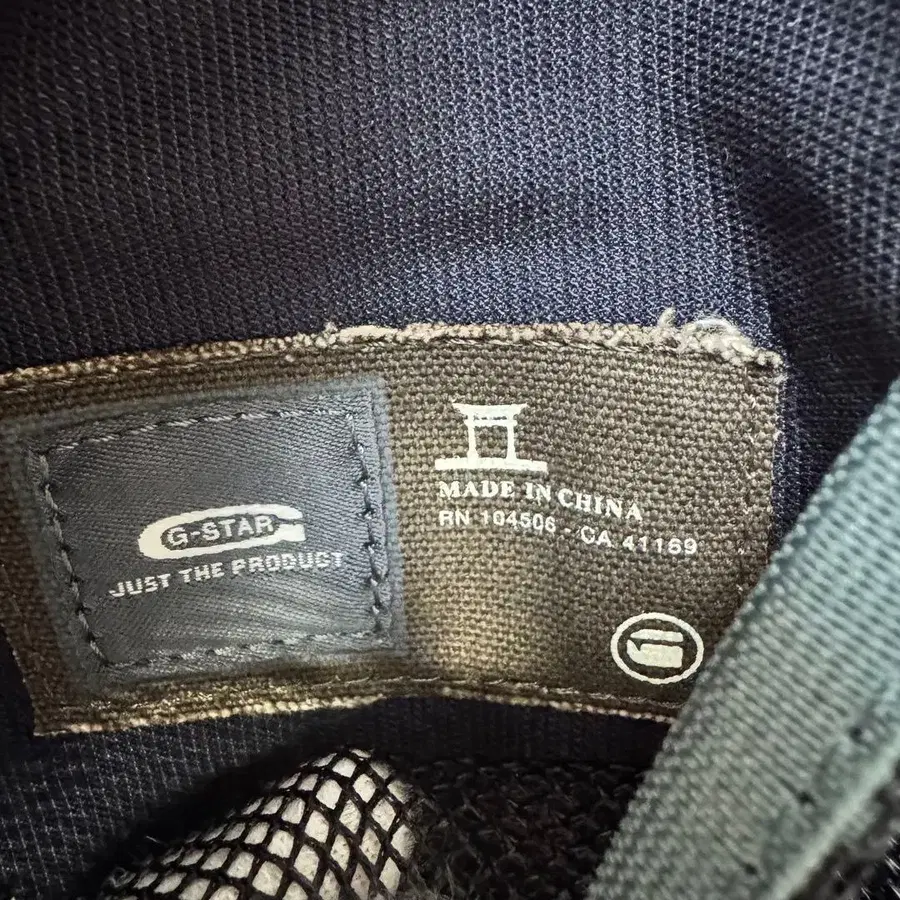 G-STAR
JUST THE PRODUCT
MADE IN CHINA
RN 104506 - CA 41169